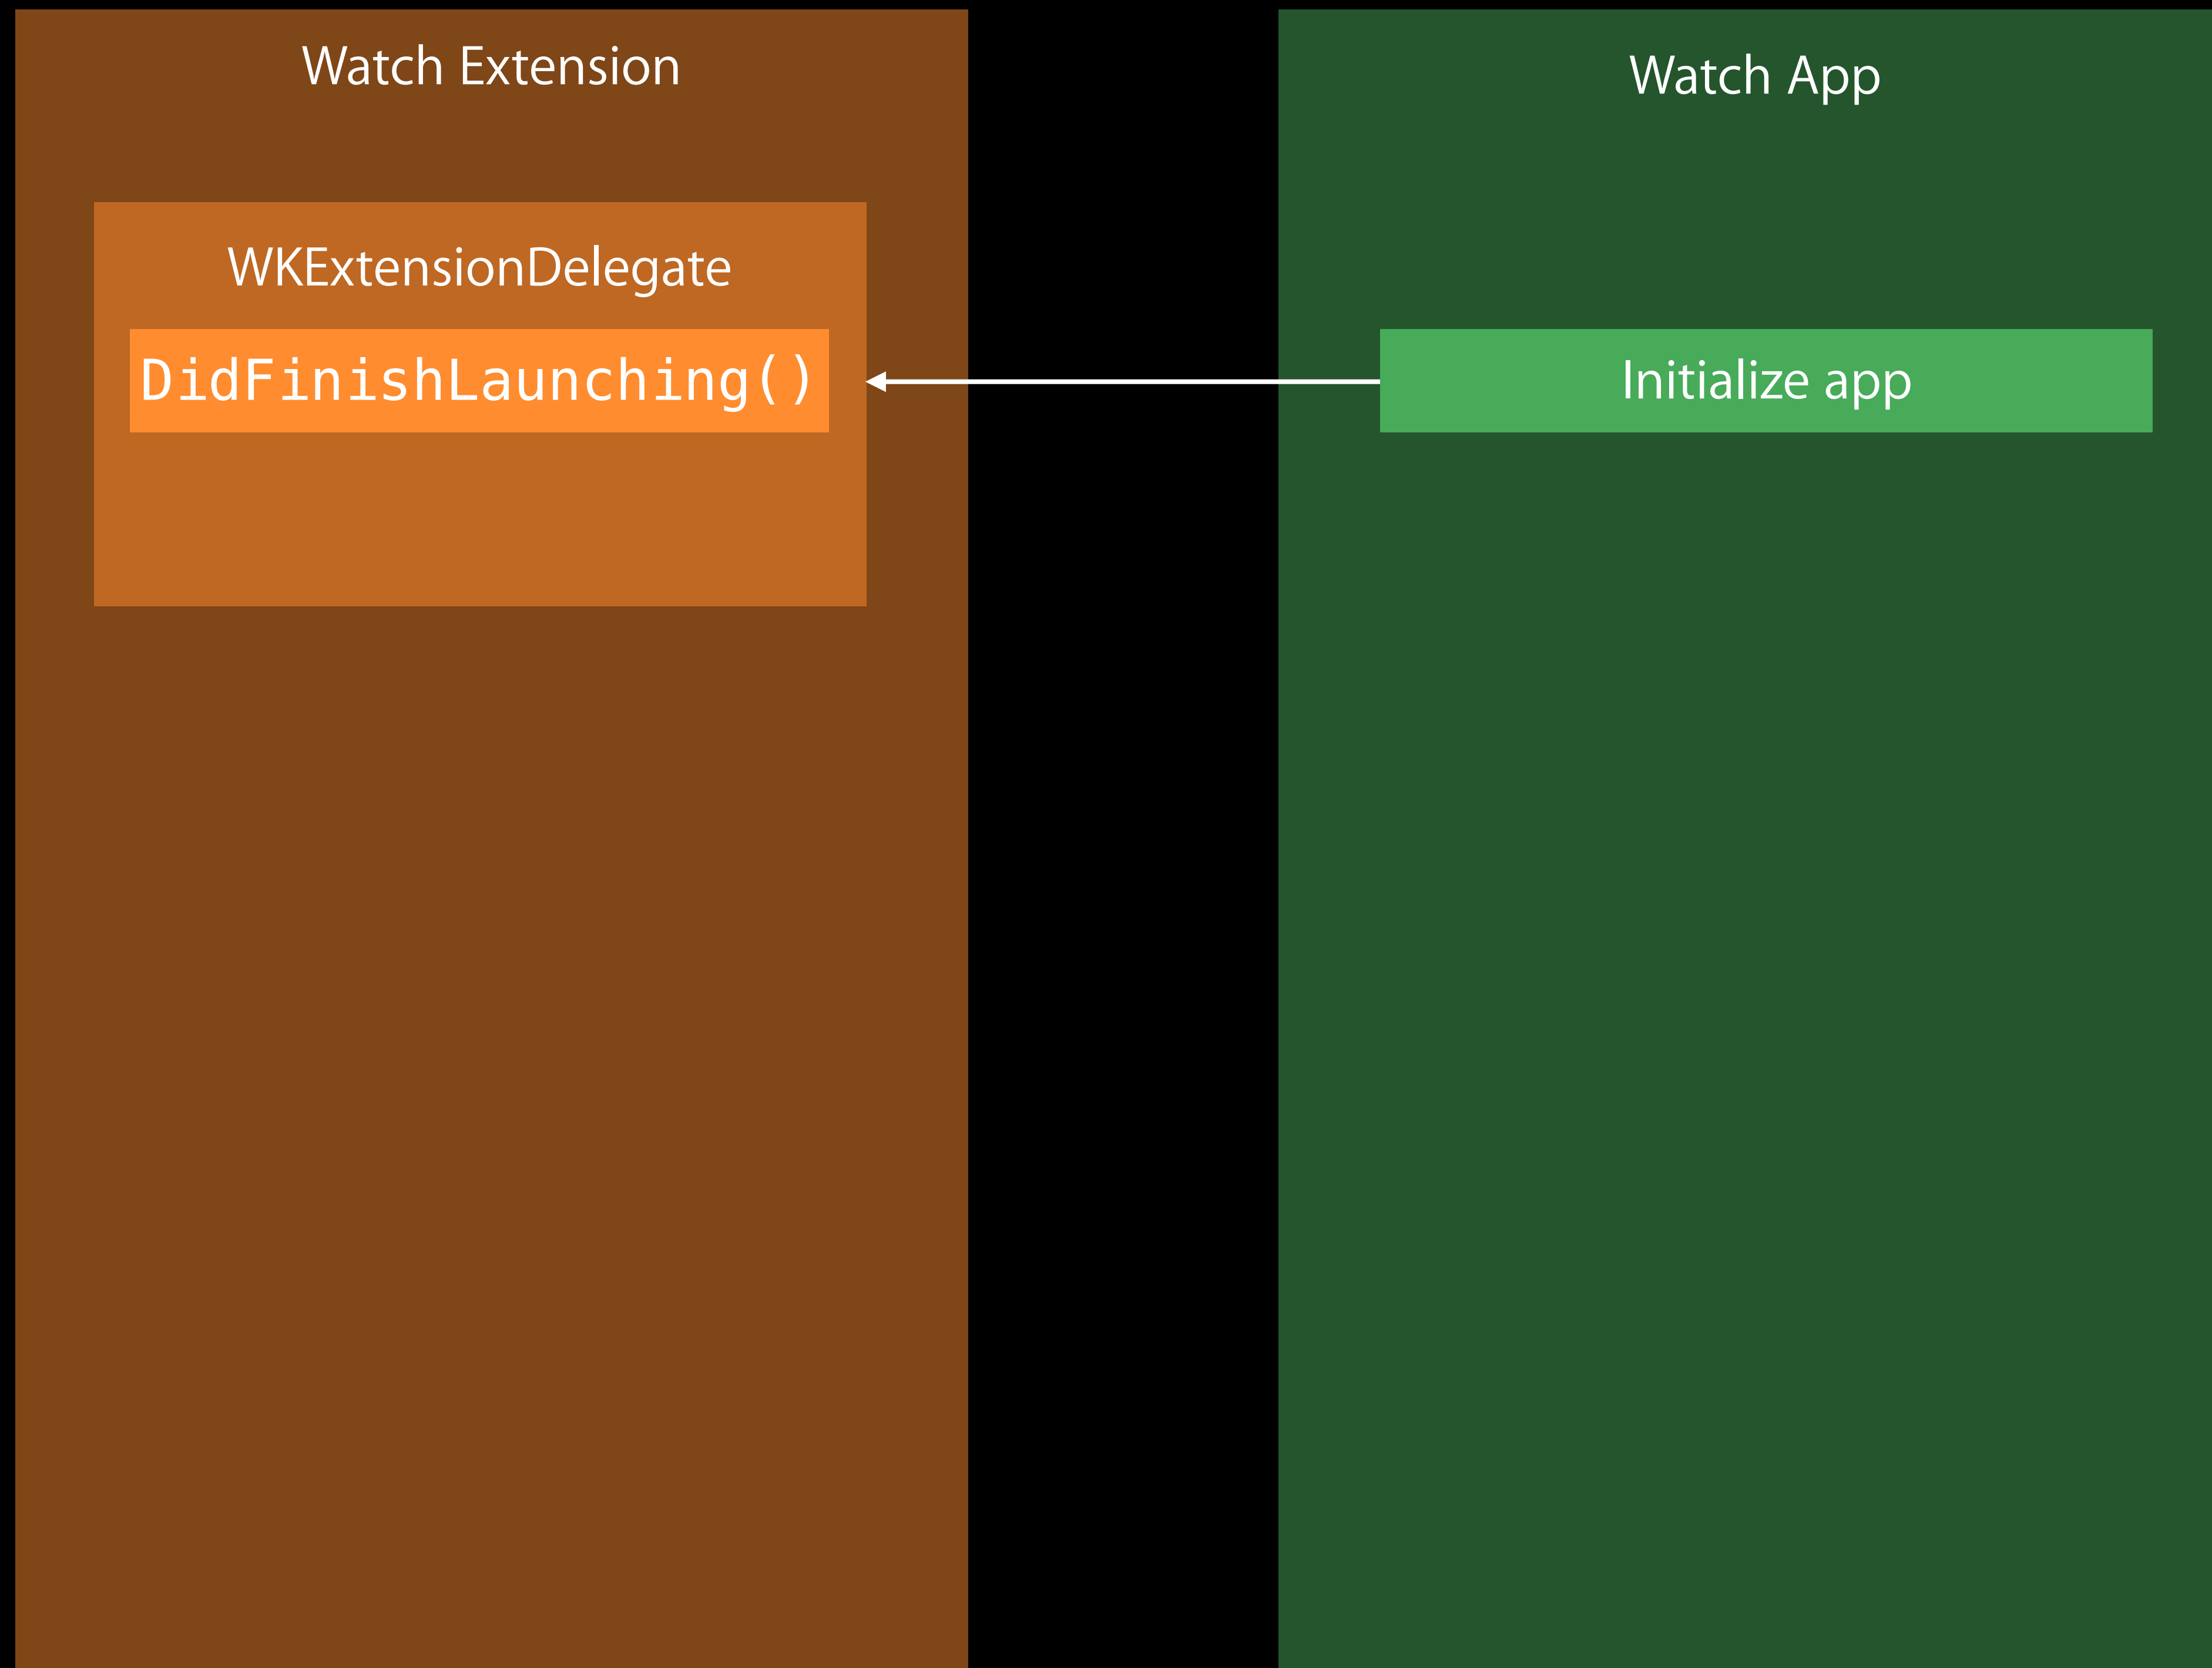 Watch Extension
WKExtensionDelegate
DidFinishLaunching()
Watch App
Initialize app